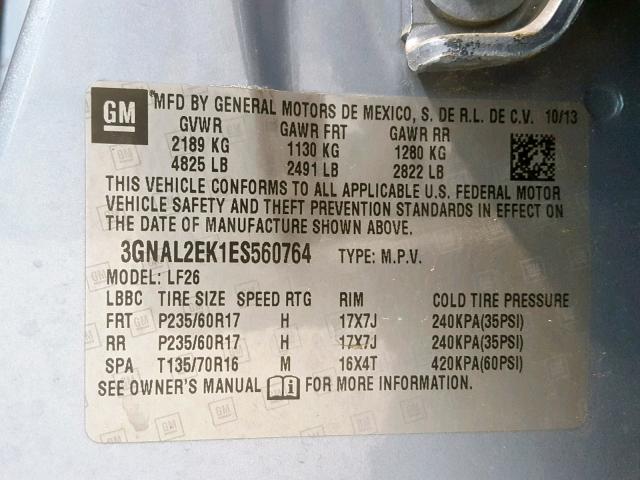 GM MFD BY GENERAL MOTORS DE MEXICO, S. DE R.L. DE C.V. 10/13
GVWR GAWR FRT GAWR RR
2189 KG 1130 KG 1280 KG
4825 LB 2491 LB 2822 LB
THIS VEHICLE CONFORMS TO ALL APPLICABLE U.S. FEDERAL MOTOR
VEHICLE SAFETY AND THEFT PREVENTION STANDARDS IN EFFECT ON
THE DATE OF MANUFACTURE SHOWN ABOVE.
3GNAL2EK1ES560764 TYPE: M.P.V.
MODEL: LF26
LBBC TIRE SIZE SPEED RTG RIM COLD TIRE PRESSURE
FRT P235/60R17 H 17X7J 240KPA(35PSI)
RR P235/60R17 H 17X7J 240KPA(35PSI)
SPA T135/70R16 M 16X4T 420KPA(60PSI)
SEE OWNER'S MANUAL FOR MORE INFORMATION.